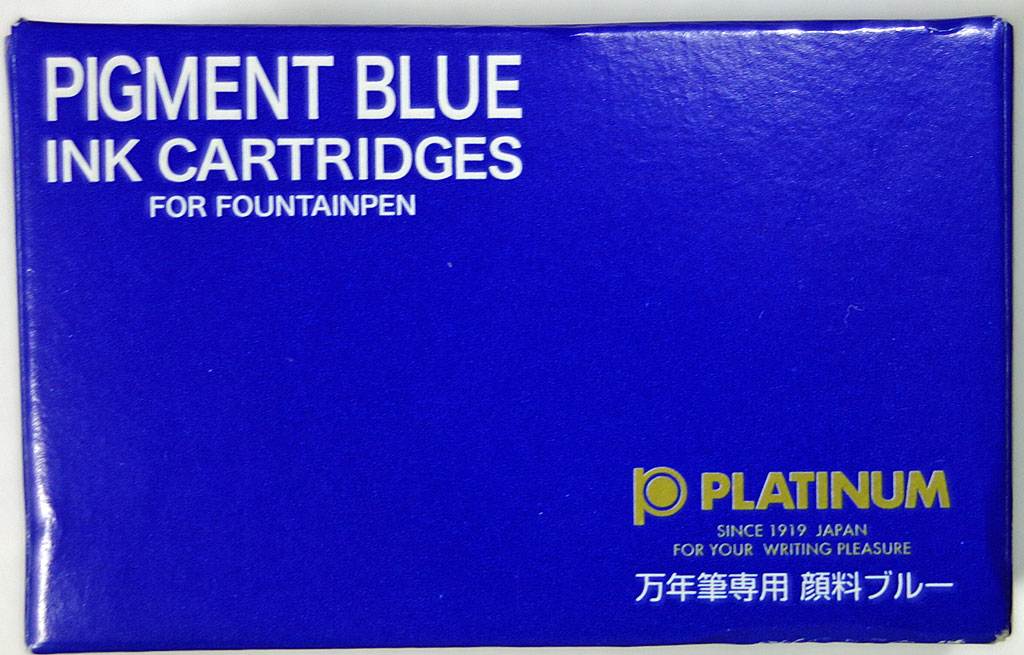 PIGMENT BLUE
INK CARTRIDGES
FOR FOUNTAINPEN
PLATINUM
SINCE 1919 JAPAN
FOR YOUR WRITING PLEASURE
万年筆専用 顔料ブルー